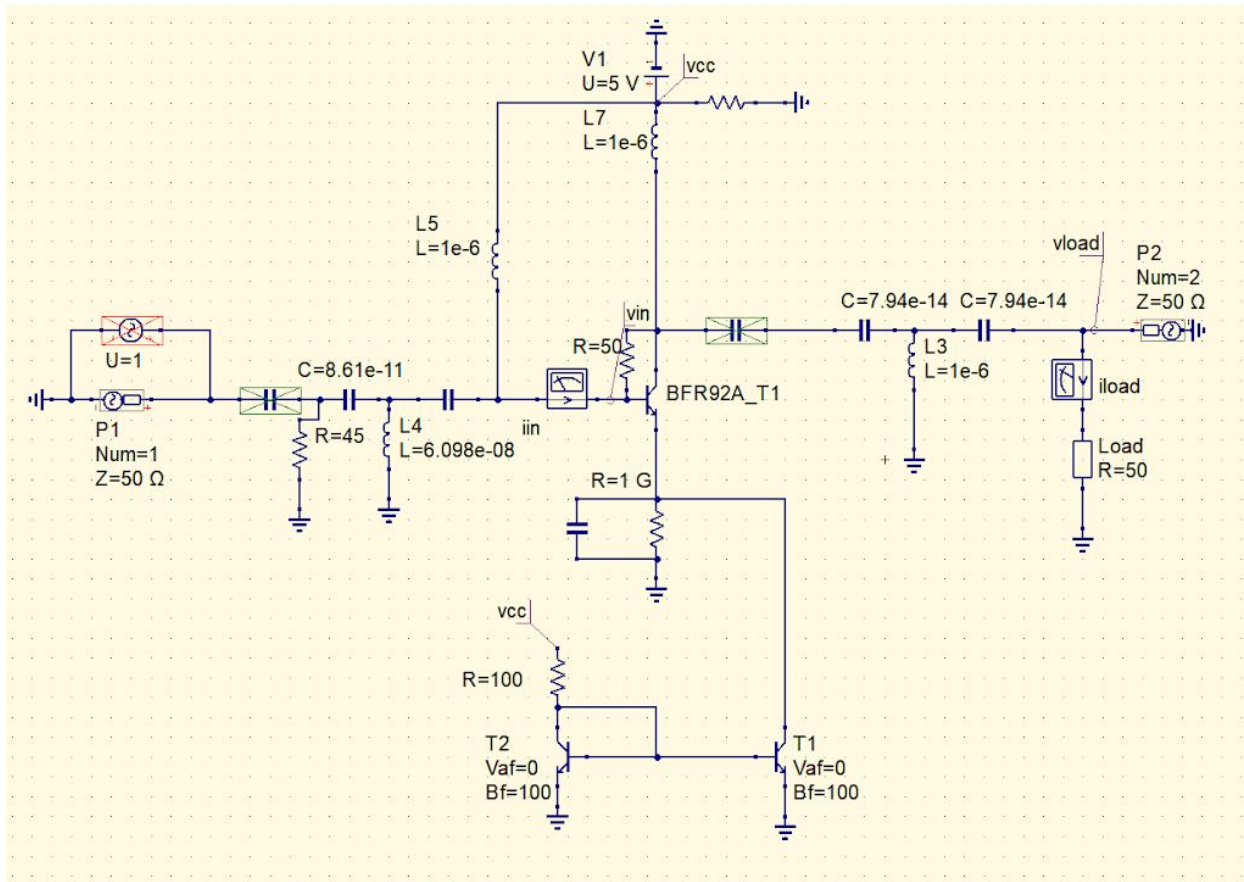 V1
U=5 V
vcc
L7
L=1e-6
L5
L=1e-6
vload
P2
Num=2
Z=50 Ω
C=7.94e-14
C=7.94e-14
vin
U=1
R=50
L3
L=1e-6
C=8.61e-11
BFR92A_T1
iload
P1
Num=1
Z=50 Ω
R=45
L4
L=6.098e-08
iin
Load
R=50
R=1 G
vcc
R=100
T2
Vaf=0
Bf=100
T1
Vaf=0
Bf=100